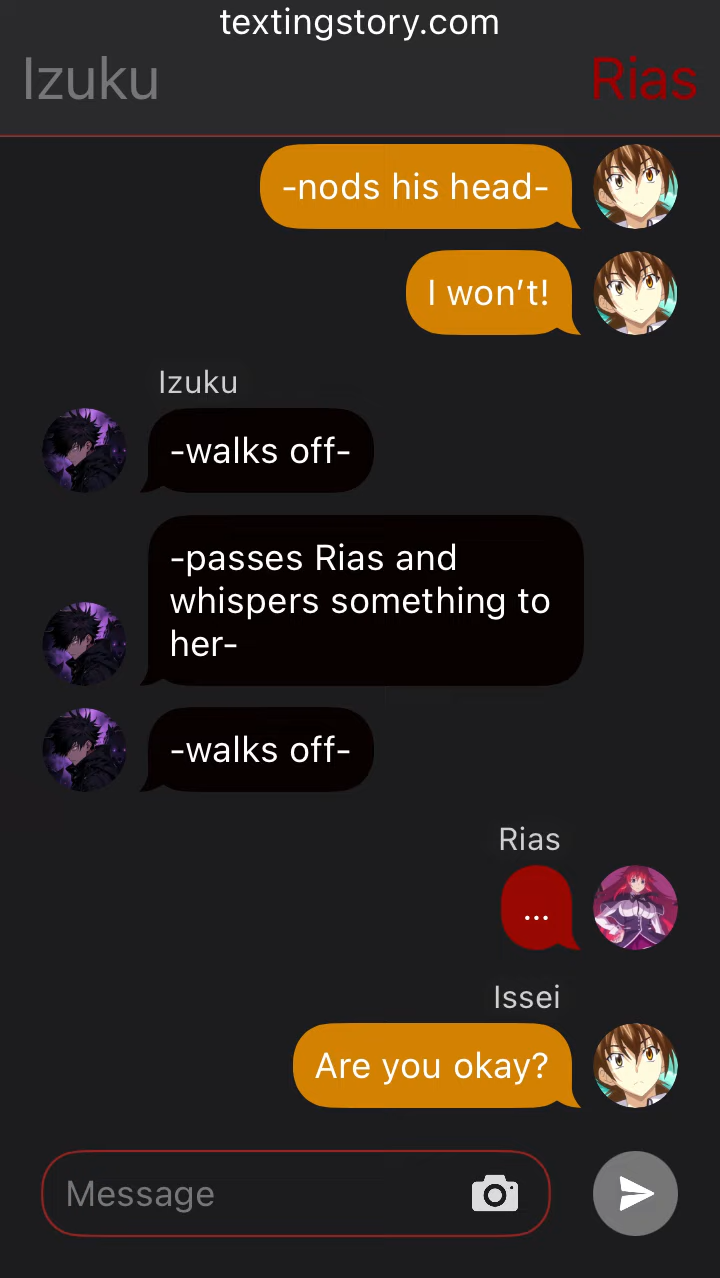 textingstory.com
Izuku
Rias
-nods his head-
I won’t!
Izuku
-walks off-
-passes Rias and
whispers something to
her-
-walks off-
Rias
...
Issei
Are you okay?
Message